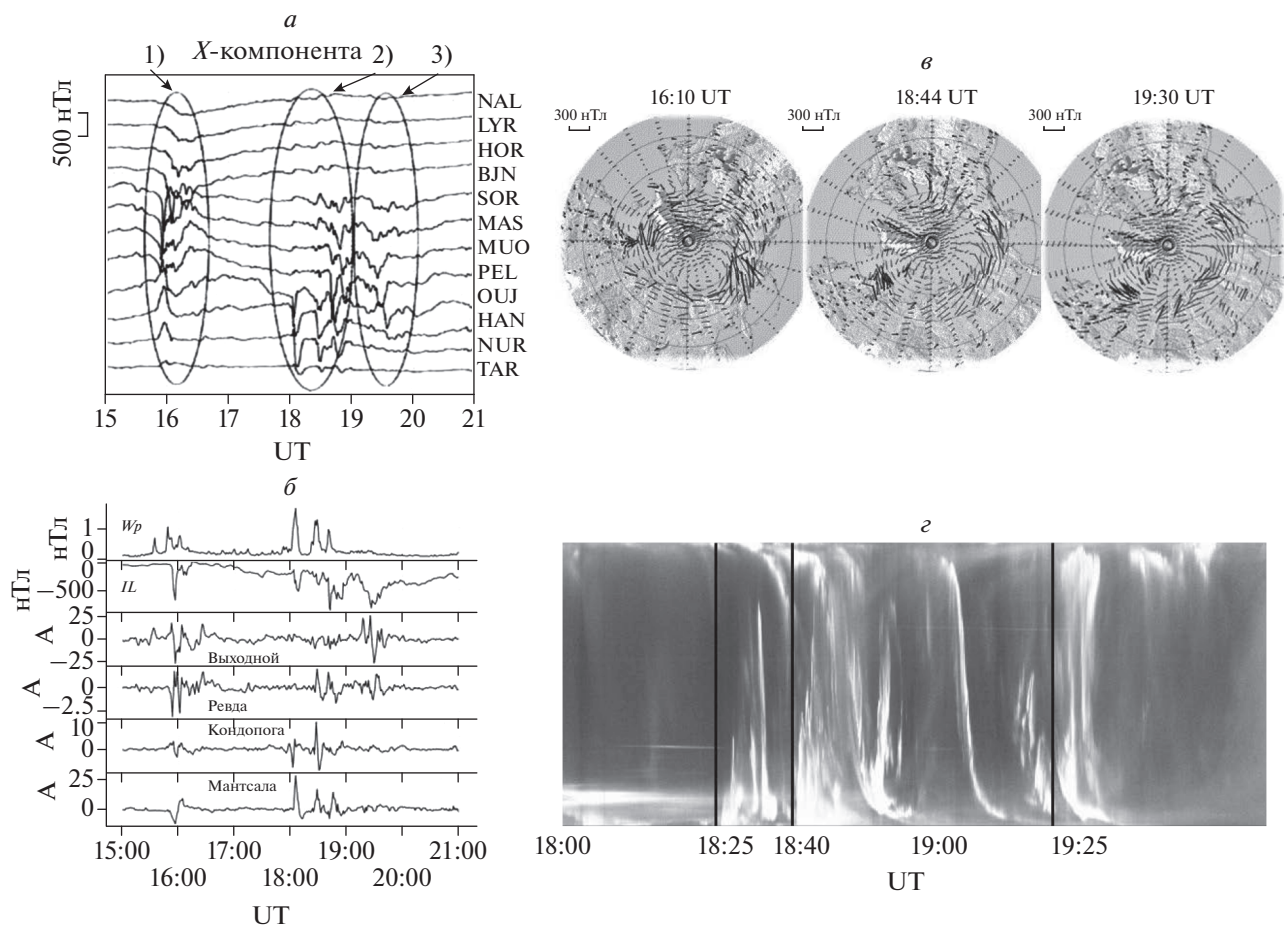 а
X-компонента
1)
2)
3)
500 нТл
NAL
LYR
HOR
BJN
SOR
MAS
MUO
PEL
OUJ
HAN
NUR
TAR
15 16 17 18 19 20 21
UT
б
нТл
1
0
Wp
нТл
0
−500
IL
А
25
0
−25
Выходной
А
0
−2.5
Ревда
А
10
0
Кондопога
А
25
0
Мантсала
15:00 17:00 19:00 21:00
16:00 18:00 20:00
UT
в
16:10 UT 18:44 UT 19:30 UT
300 нТл 300 нТл 300 нТл
г
18:00 18:25 18:40 19:00 19:25
UT